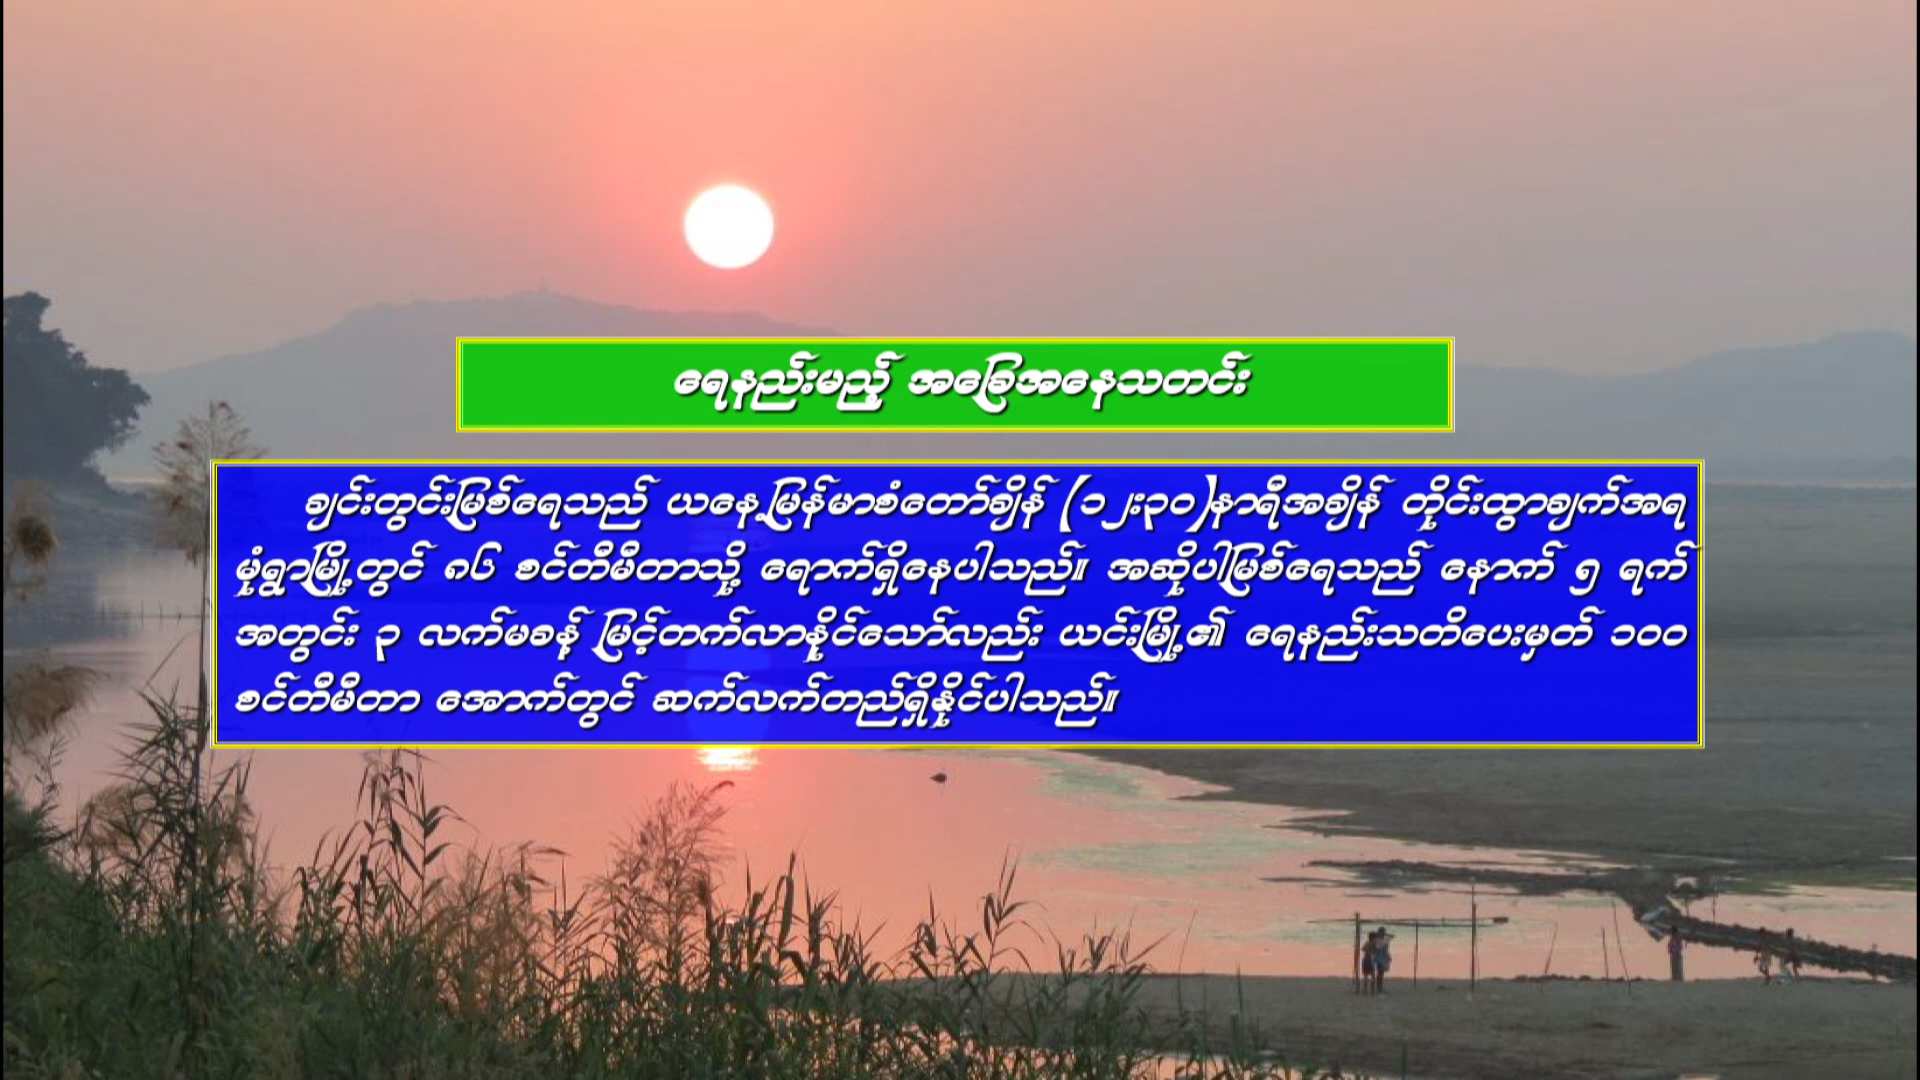 ရေနည်းမည့် အခြေအနေသတင်း
ချင်းတွင်းမြစ်ရေသည် ယနေ့မြန်မာစံတော်ချိန် (၁၂း၃၀)နာရီအချိန် တိုင်းထွာချက်အရ
မုံရွာမြို့တွင် ၈၆ စင်တီမီတာသို့ ရောက်ရှိနေပါသည်။ အဆိုပါမြစ်ရေသည် နောက် ၅ ရက်
အတွင်း ၃ လက်မခန့် မြင့်တက်လာနိုင်သော်လည်း ယင်းမြို့၏ ရေနည်းသတိပေးမှတ် ၁၀၀
စင်တီမီတာ အောက်တွင် ဆက်လက်တည်ရှိနိုင်ပါသည်။